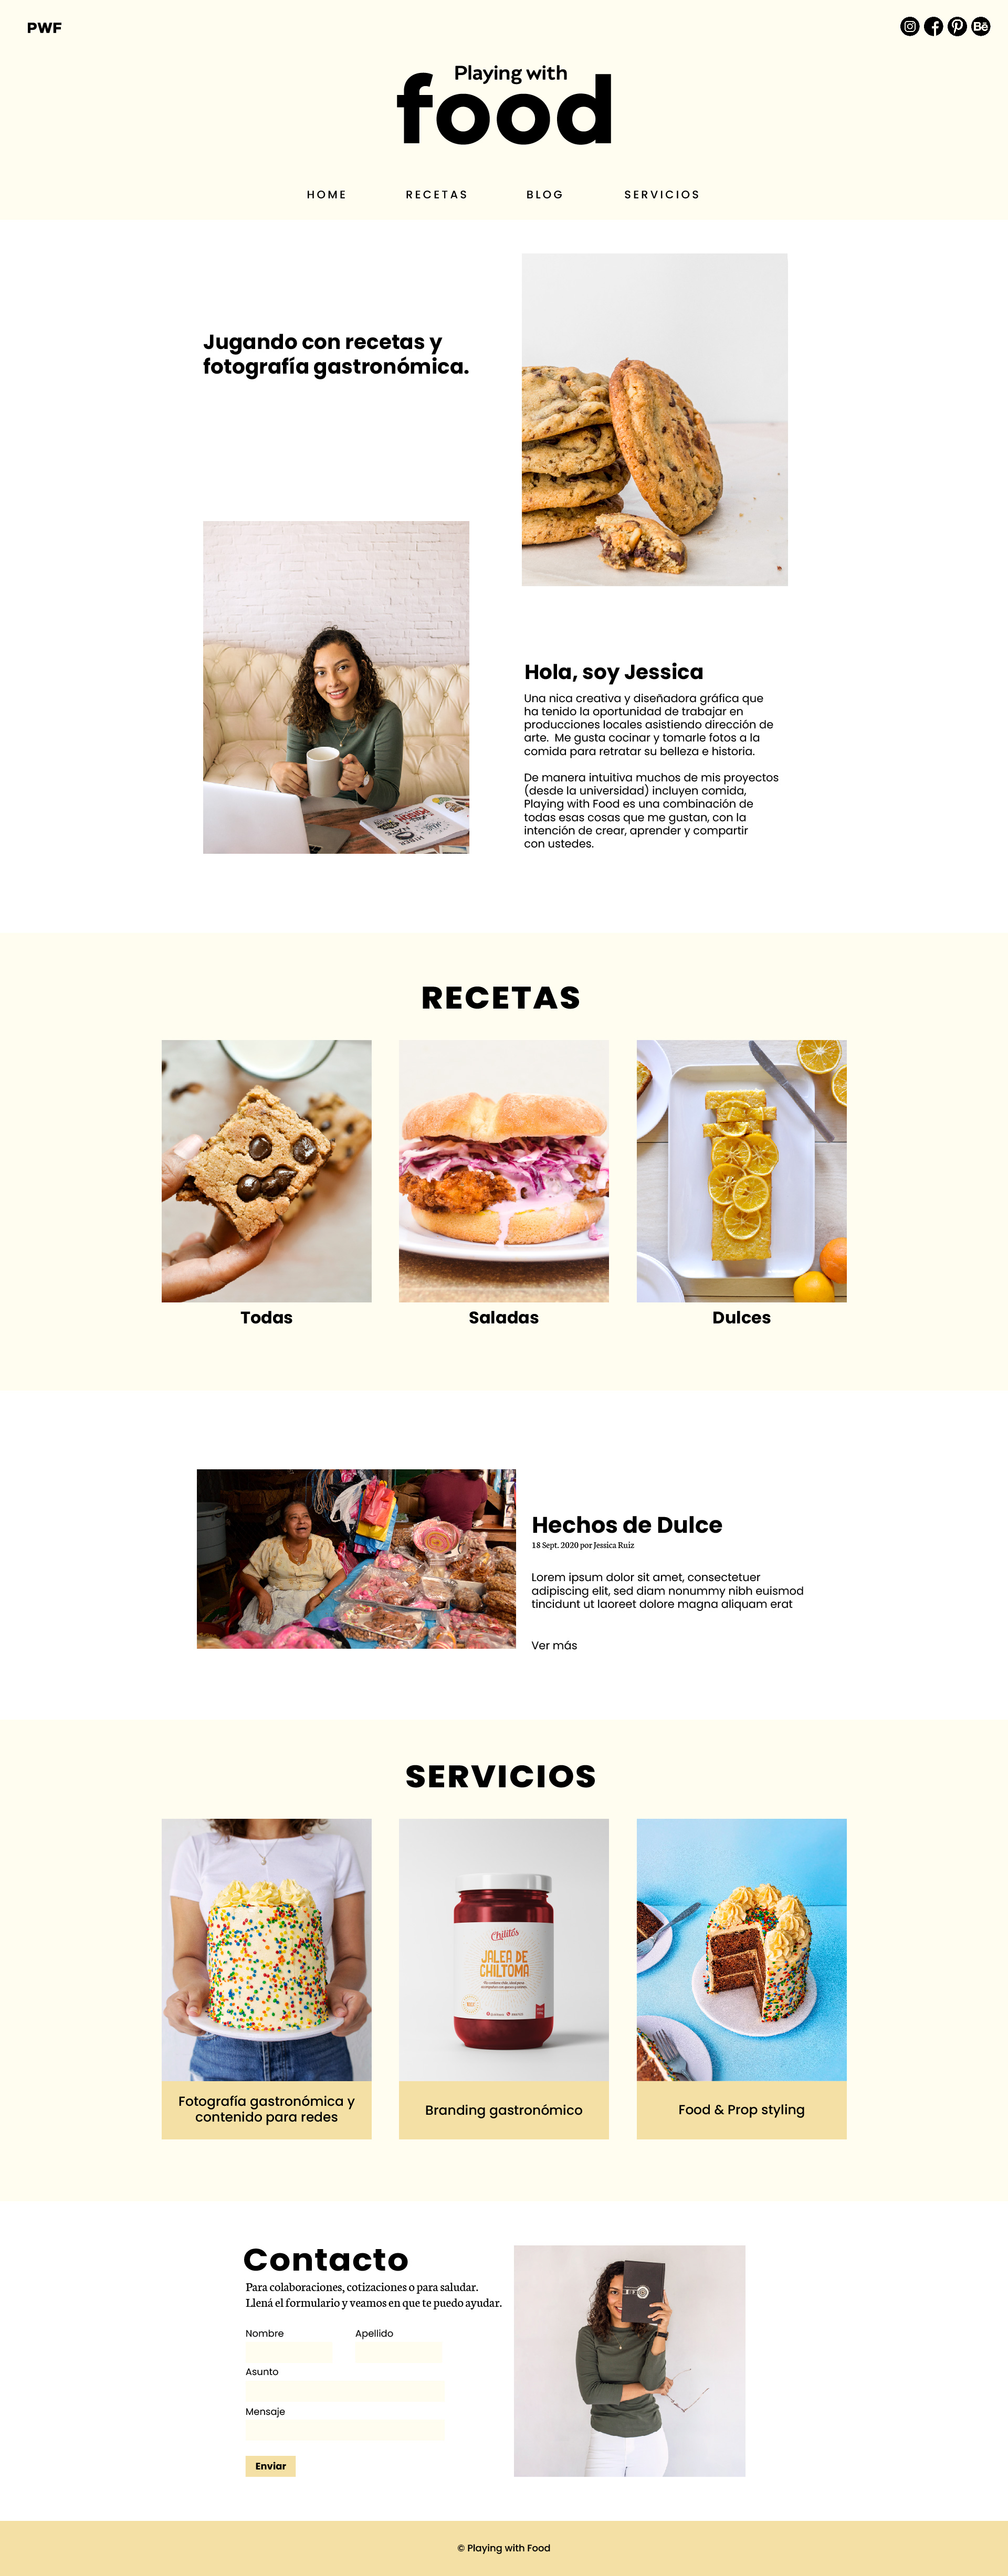 PWF
Bē
Playing with
food
HOME RECETAS BLOG SERVICIOS
Jugando con recetas y
fotografía gastronómica.
Hola, soy Jessica
Una nica creativa y diseñadora gráfica que
ha tenido la oportunidad de trabajar en
producciones locales asistiendo dirección de
arte. Me gusta cocinar y tomarle fotos a la
comida para retratar su belleza e historia.
De manera intuitiva muchos de mis proyectos
(desde la universidad) incluyen comida,
Playing with Food es una combinación de
todas esas cosas que me gustan, con la
intención de crear, aprender y compartir
con ustedes.
RECETAS
Todas
Saladas
Dulces
Hechos de Dulce
18 Sept. 2020 por Jessica Ruiz
Lorem ipsum dolor sit amet, consectetuer
adipiscing elit, sed diam nonummy nibh euismod
tincidunt ut laoreet dolore magna aliquam erat
Ver más
SERVICIOS
Chilitos
JALEA DE
CHILTOMA
Fotografía gastronómica y
contenido para redes
Branding gastronómico
Food & Prop styling
Contacto
Para colaboraciones, cotizaciones o para saludar.
Llená el formulario y veamos en que te puedo ayudar.
Nombre Apellido
Asunto
Mensaje
Enviar
© Playing with Food